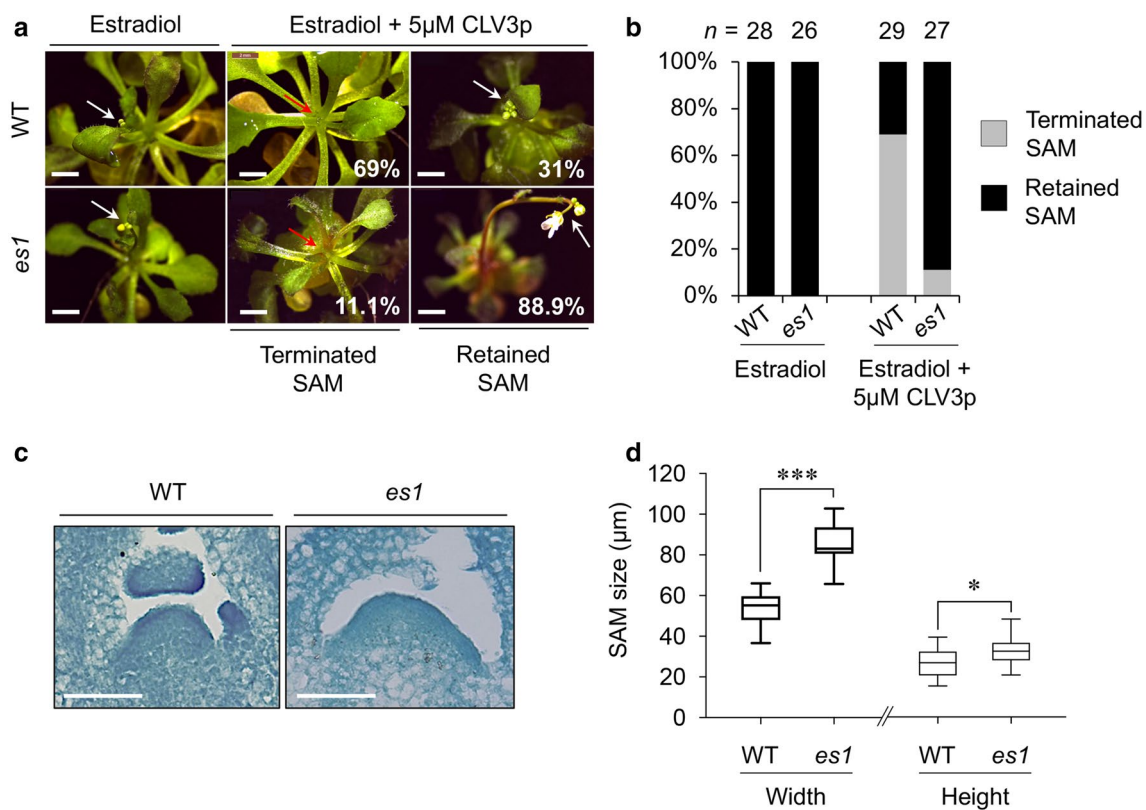 a
Estradiol
Estradiol + 5µM CLV3p
WT
2 mm
69%
31%
es1
11.1%
88.9%
Terminated
SAM
Retained
SAM
b
n = 28 26 29 27
100%
80%
60%
40%
20%
0%
WT
es1
WT
es1
Estradiol
Estradiol +
5µM CLV3p
Terminated
SAM
Retained
SAM
c
WT
es1
d
SAM size (µm)
120
100
80
60
40
20
0
***
*
WT
es1
WT
es1
Width
Height